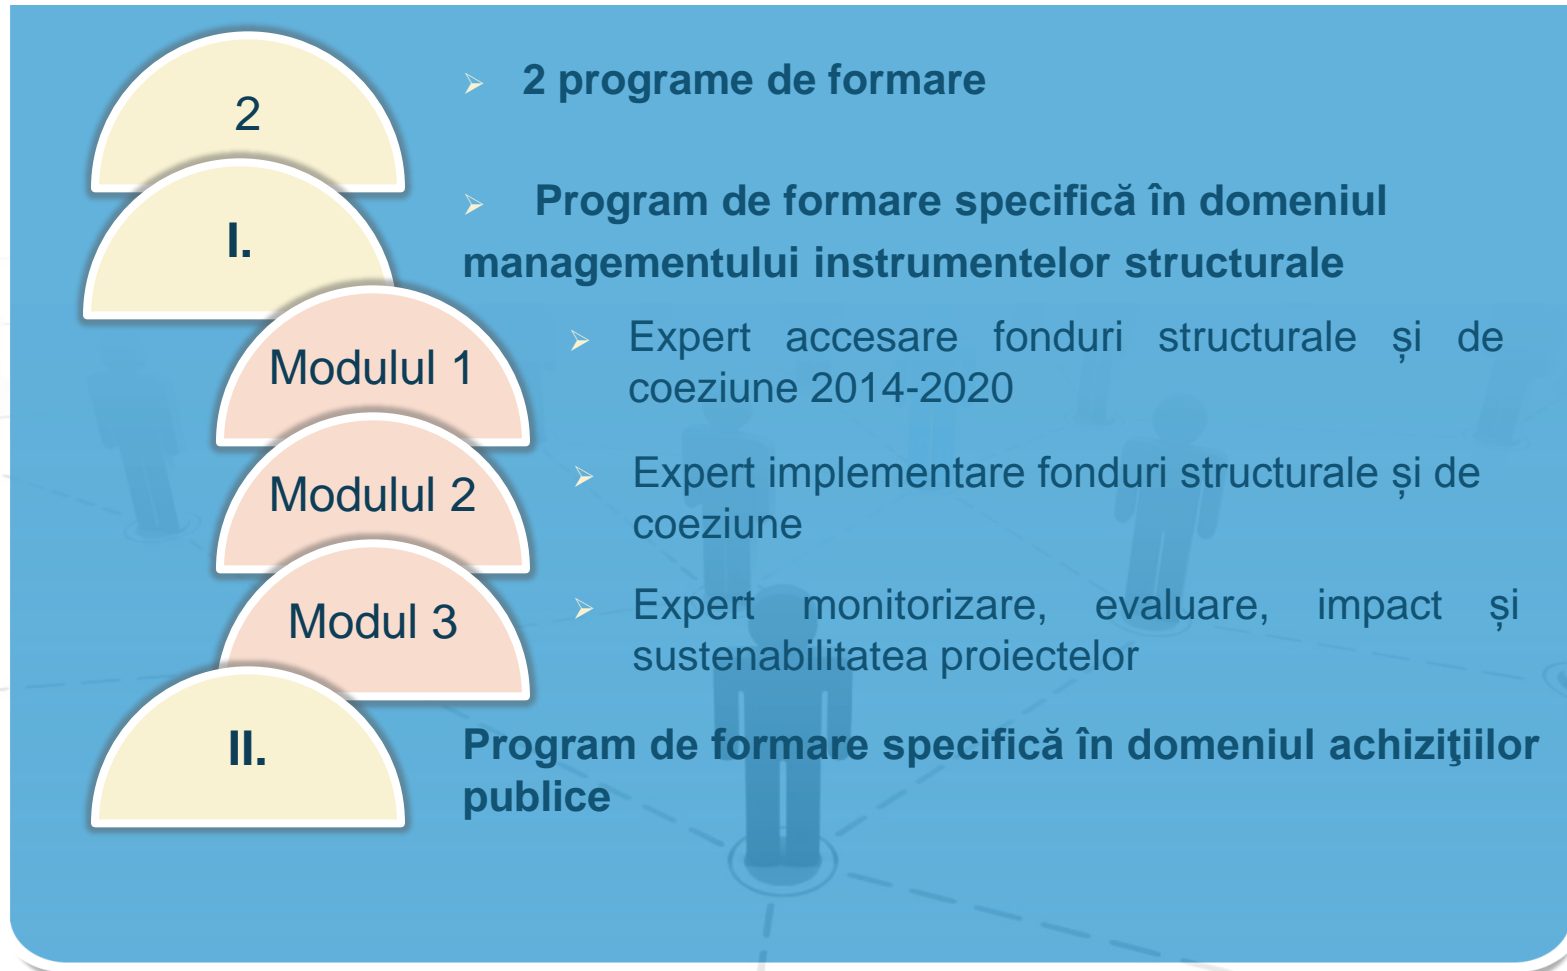 2
➢ 2 programe de formare
I.
➢ Program de formare specifică în domeniul
managementului instrumentelor structurale
Modulul 1
➢ Expert accesare fonduri structurale și de
coeziune 2014-2020
Modulul 2
➢ Expert implementare fonduri structurale și de
coeziune
Modul 3
➢ Expert monitorizare, evaluare, impact și
sustenabilitatea proiectelor
II.
Program de formare specifică în domeniul achiziţiilor
publice